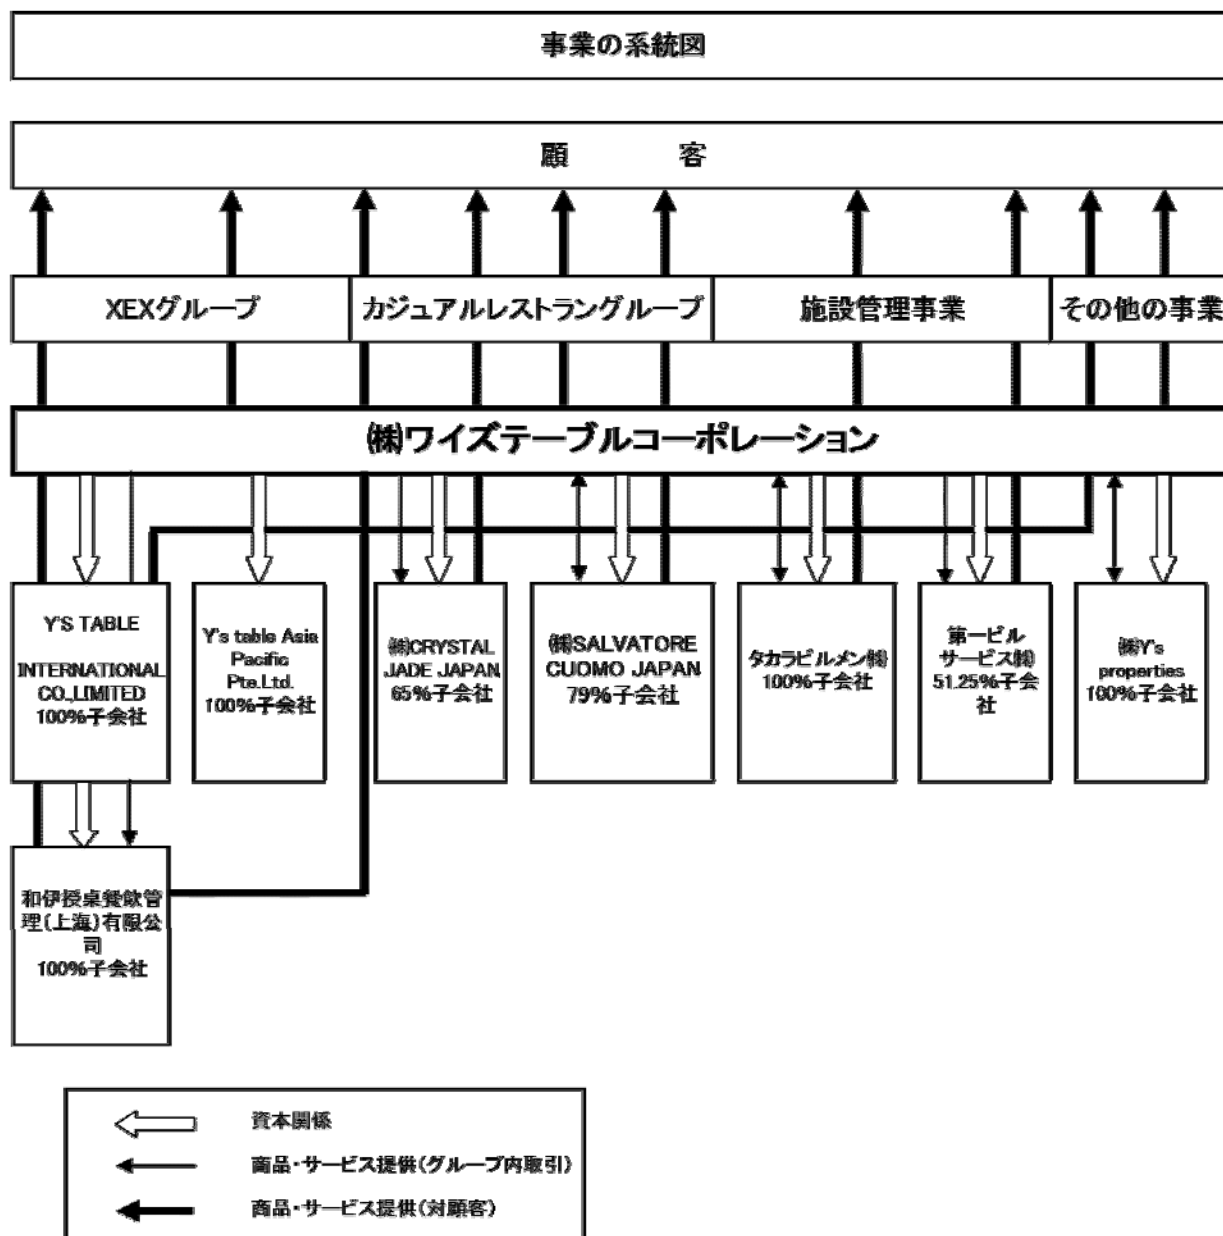 事業の系統図
顧 客
XEXグループ
カジュアルレストラングループ
施設管理事業
その他の事業
㈱ワイズテーブルコーポレーション
Y'S TABLE
INTERNATIONAL
CO.,LIMITED
100%子会社
Y's table Asia
Pacific
Pte.Ltd.
100%子会社
㈱CRYSTAL
JADE JAPAN
65%子会社
㈱SALVATORE
CUOMO JAPAN
79%子会社
タカラビルメン㈱
100%子会社
第一ビル
サービス㈱
51.25%子会
社
㈱Y's
properties
100%子会社
和伊授桌餐飲管
理(上海)有限公
司
100%子会社
資本関係
商品・サービス提供(グループ内取引)
商品・サービス提供(対顧客)